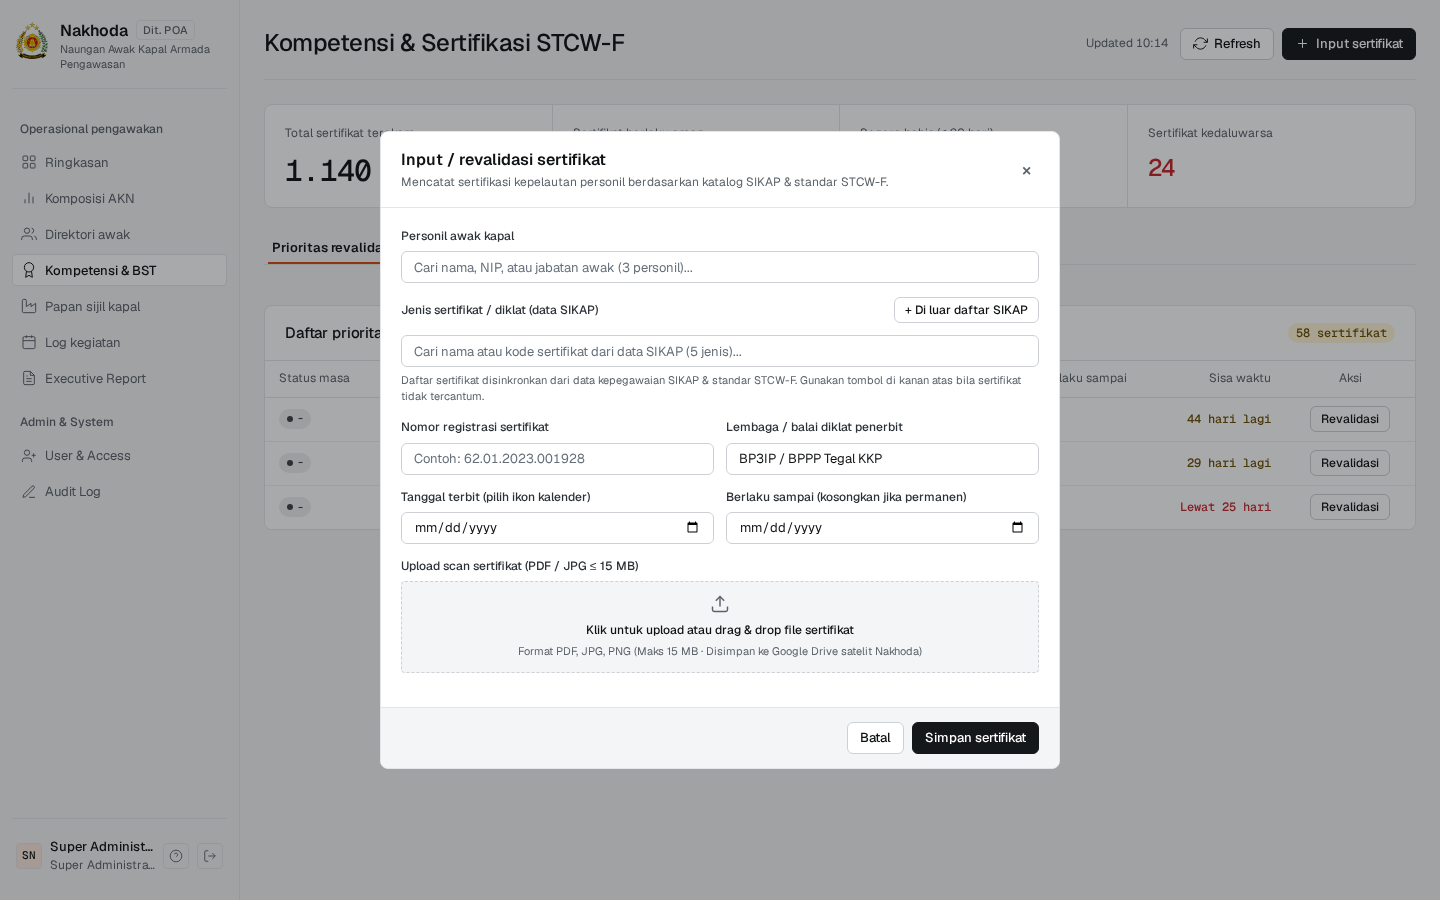 Nakhoda
Dit. POA
Naungan Awak Kapal Armada
Pengawasan
Operasional pengawakan
Ringkasan
Komposisi AKN
Direktori awak
Kompetensi & BST
Papan sijil kapal
Log kegiatan
Executive Report
Admin & System
User & Access
Audit Log
SN
Super Administ...
Super Administra...
Kompetensi & Sertifikasi STCW-F
Updated 10:14
Refresh
+ Input sertifikat
Total sertifikat
1.140
Sertifikat kedaluwarsa
24
Prioritas
Daftar
58 sertifikat
Status masa
sampai
Sisa waktu
Aksi
-
44 hari lagi
Revalidasi
-
29 hari lagi
Revalidasi
-
Lewat 25 hari
Revalidasi
Input / revalidasi sertifikat
×
Mencatat sertifikasi kepelautan personil berdasarkan katalog SIKAP & standar STCW-F.
Personil awak kapal
Cari nama, NIP, atau jabatan awak (3 personil)...
Jenis sertifikat / diklat (data SIKAP)
+ Di luar daftar SIKAP
Cari nama atau kode sertifikat dari data SIKAP (5 jenis)...
Daftar sertifikat disinkronkan dari data kepegawaian SIKAP & standar STCW-F. Gunakan tombol di kanan atas bila sertifikat
tidak tercantum.
Nomor registrasi sertifikat
Lembaga / balai diklat penerbit
Contoh: 62.01.2023.001928
BP3IP / BPPP Tegal KKP
Tanggal terbit (pilih ikon kalender)
Berlaku sampai (kosongkan jika permanen)
mm/dd/yyyy
mm/dd/yyyy
Upload scan sertifikat (PDF / JPG ≤ 15 MB)
Klik untuk upload atau drag & drop file sertifikat
Format PDF, JPG, PNG (Maks 15 MB · Disimpan ke Google Drive satelit Nakhoda)
Batal
Simpan sertifikat